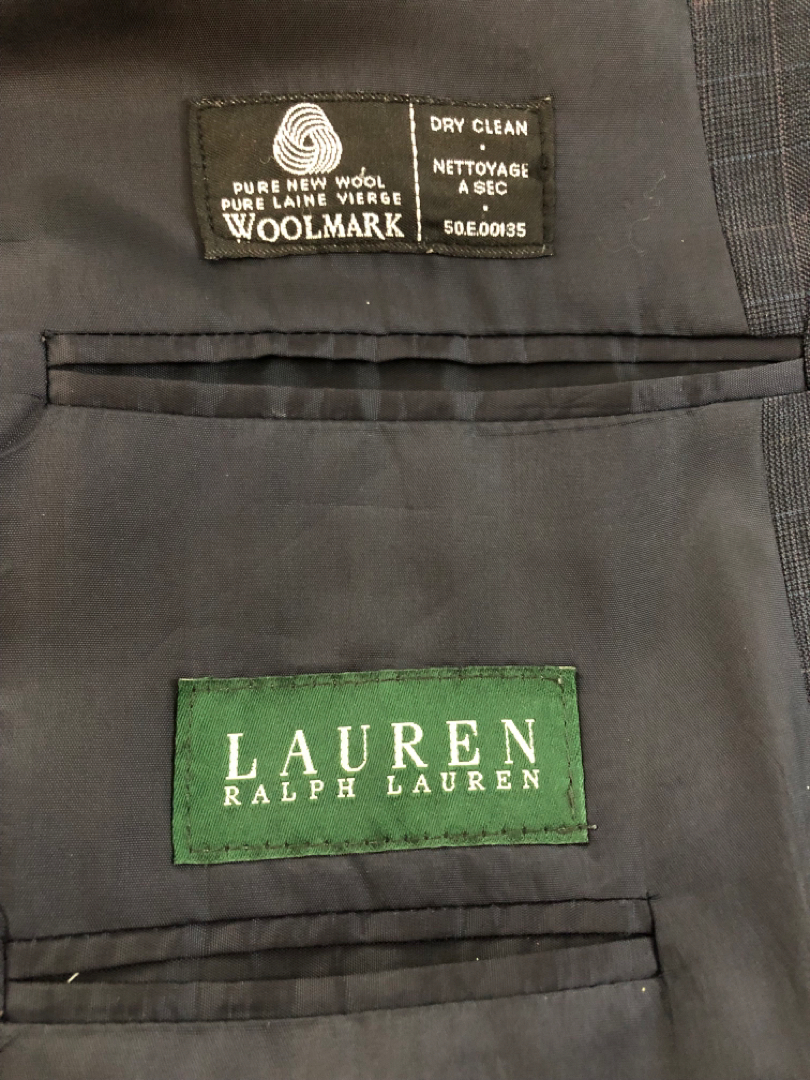 PURE NEW WOOL
PURE LAINE VIERGE
WOOLMARK
DRY CLEAN
•
NETTOYAGE
A SEC
•
50.E.00135
LAUREN
RALPH LAUREN